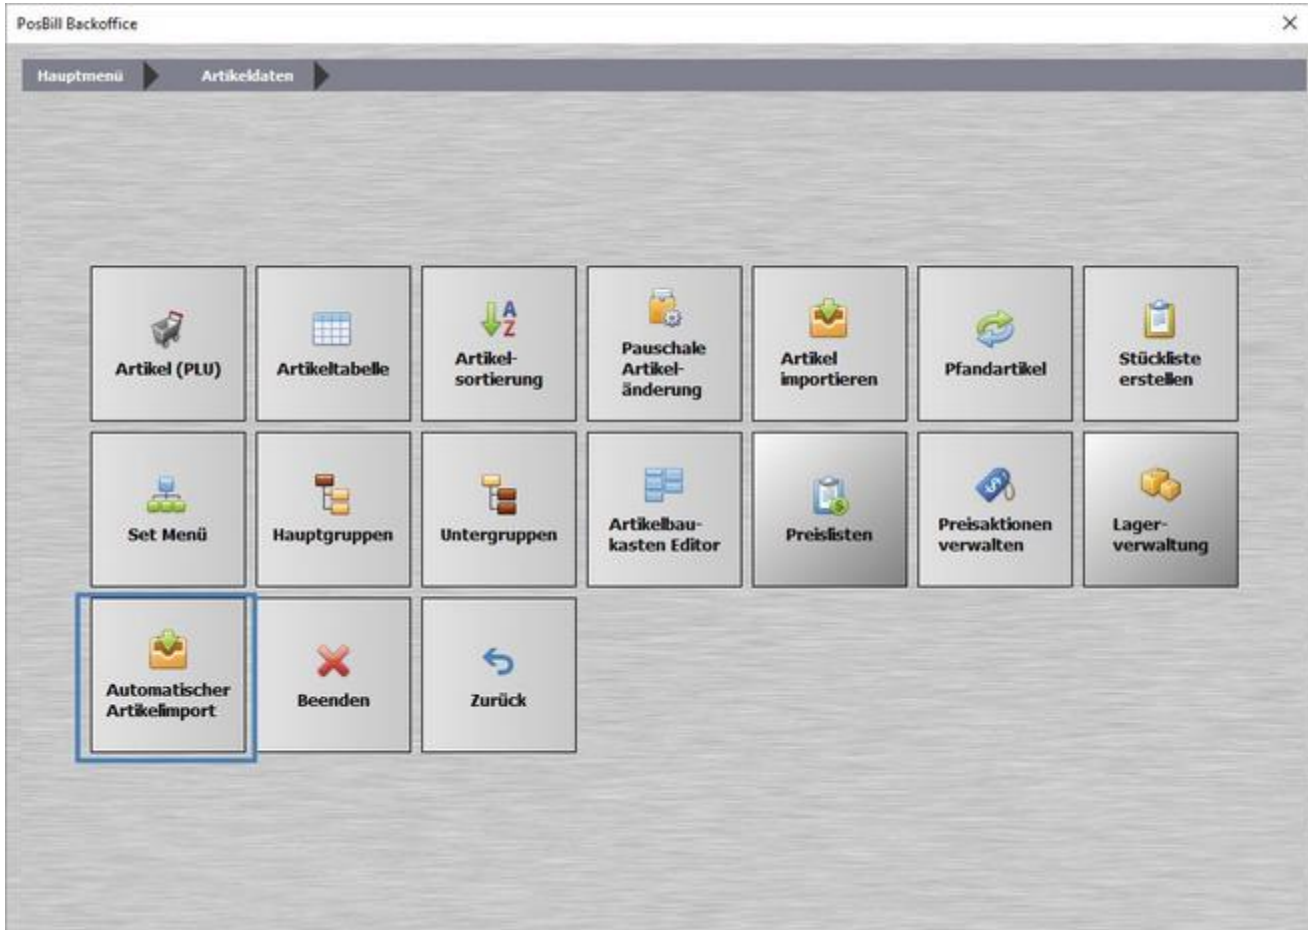 PosBill Backoffice
Hauptmenü
Artikeldaten
Artikel (PLU)
Artikeltabelle
Artikel-
sortierung
Pauschale
Artikel-
änderung
Artikel
importieren
Pfandartikel
Stückliste
erstellen
Set Menü
Hauptgruppen
Untergruppen
Artikelbau-
kasten Editor
Preislisten
Preisaktionen
verwalten
Lager-
verwaltung
Automatischer
Artikelimport
Beenden
Zurück